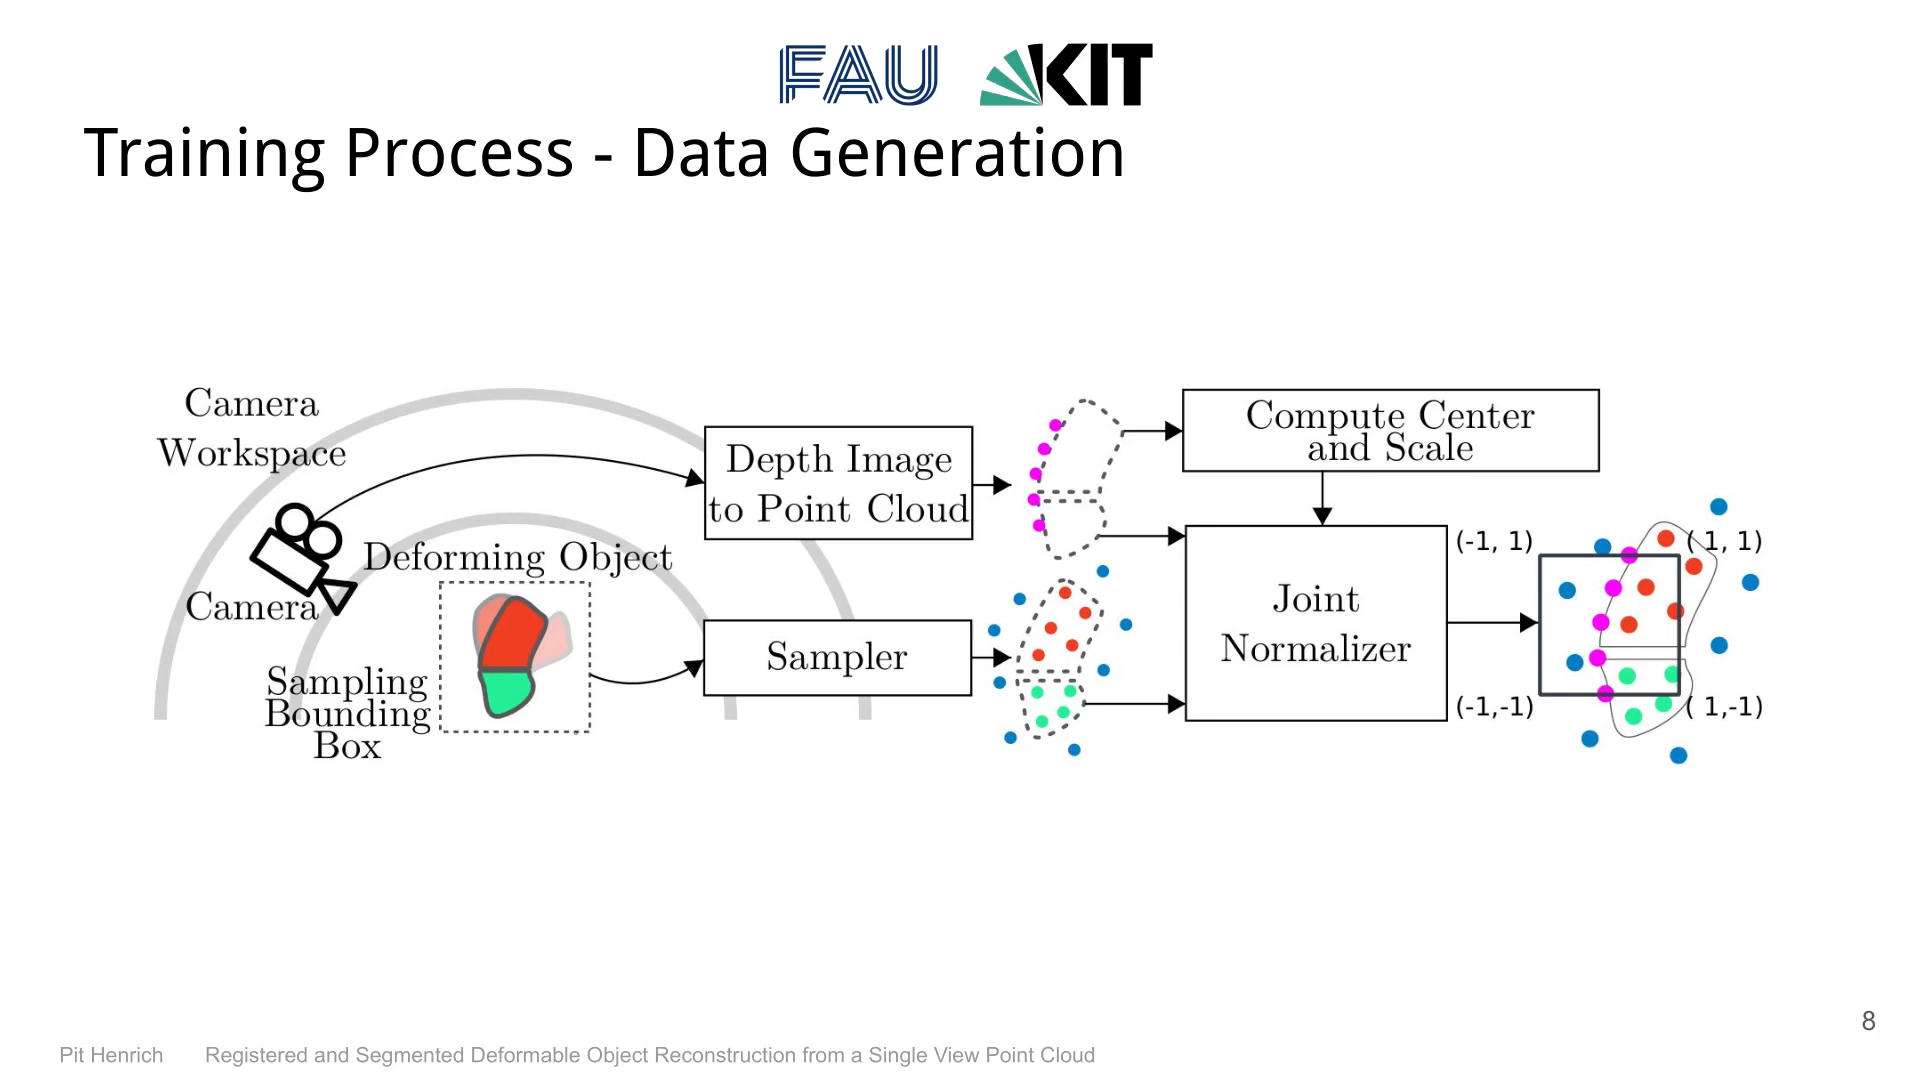 FAU KIT
Training Process - Data Generation
Camera
Workspace
Camera
Deforming Object
Sampling
Bounding
Box
Depth Image
to Point Cloud
Sampler
Compute Center
and Scale
Joint
Normalizer
(-1, 1)
( 1, 1)
(-1,-1)
( 1,-1)
8
Pit Henrich Registered and Segmented Deformable Object Reconstruction from a Single View Point Cloud